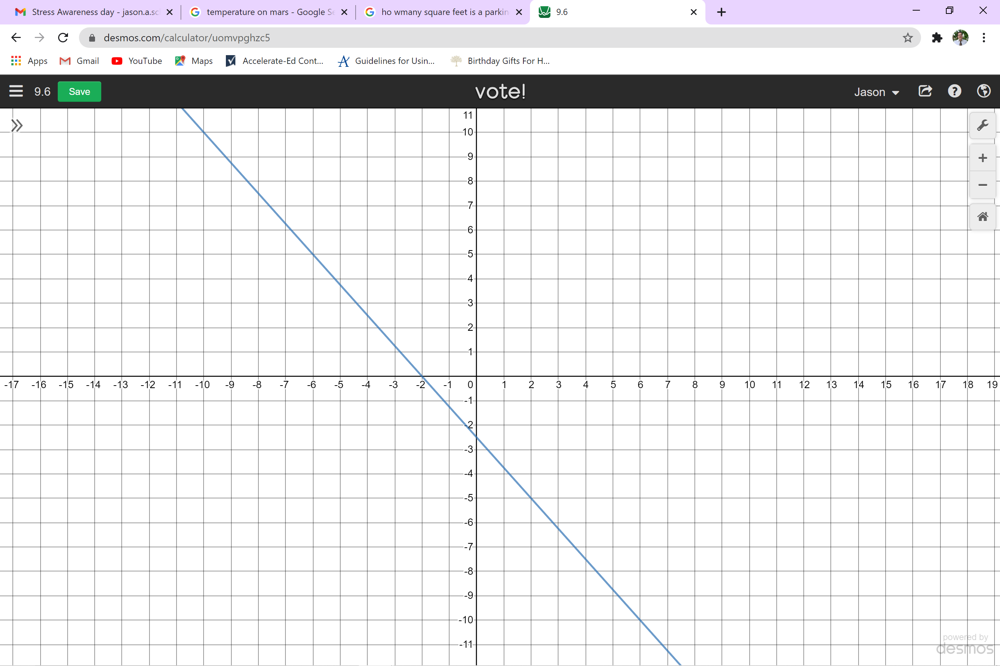 Stress Awareness day - jason.a.sc
temperature on mars - Google Se
ho wmany square feet is a parkin
9.6
desmos.com/calculator/uomvpghzc5
Apps Gmail YouTube Maps Accelerate-Ed Cont... Guidelines for Usin... Birthday Gifts For H...
9.6 Save vote! Jason
11
10
9
8
7
6
5
4
3
2
1
-17 -16 -15 -14 -13 -12 -11 -10 -9 -8 -7 -6 -5 -4 -3 -2 -1 0 1 2 3 4 5 6 7 8 9 10 11 12 13 14 15 16 17 18 19
-1
-2
-3
-4
-5
-6
-7
-8
-9
-10
-11
powered by
desmos